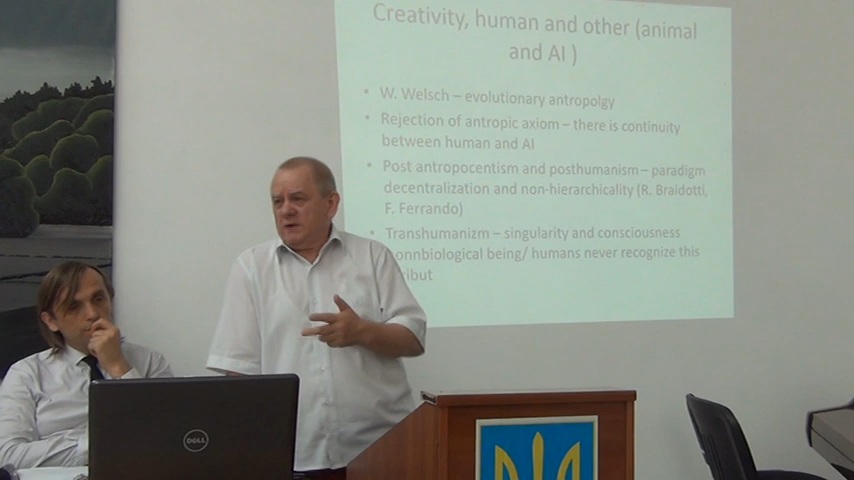 Creativity, human and other (animal
and AI )
• W. Welsch – evolutionary antropolgy
• Rejection of antropic axiom – there is continuity
between human and AI
• Post antropocentism and posthumanism – paradigm
decentralization and non-hierarchicality (R. Braidotti,
F. Ferrando)
• Transhumanizm – singularity and consciousness
onnbiological being/ humans never recognize this
ribut
DELL